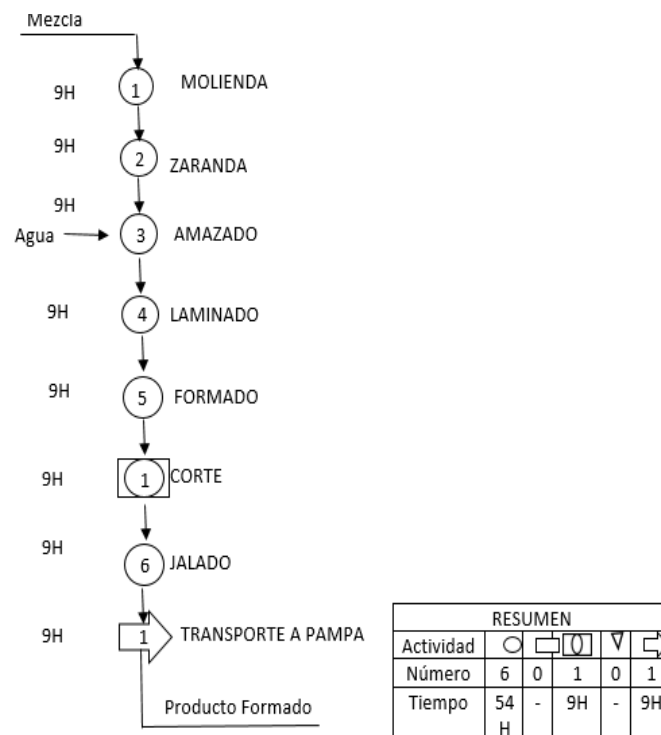 Mezcla
9H 1 MOLIENDA
9H 2 ZARANDA
9H
Agua 3 AMAZADO
9H 4 LAMINADO
9H 5 FORMADO
9H 1 CORTE
9H 6 JALADO
9H 1 TRANSPORTE A PAMPA
Producto Formado
RESUMEN
Actividad
Número 6 0 1 0 1
Tiempo 54 - 9H - 9H
H